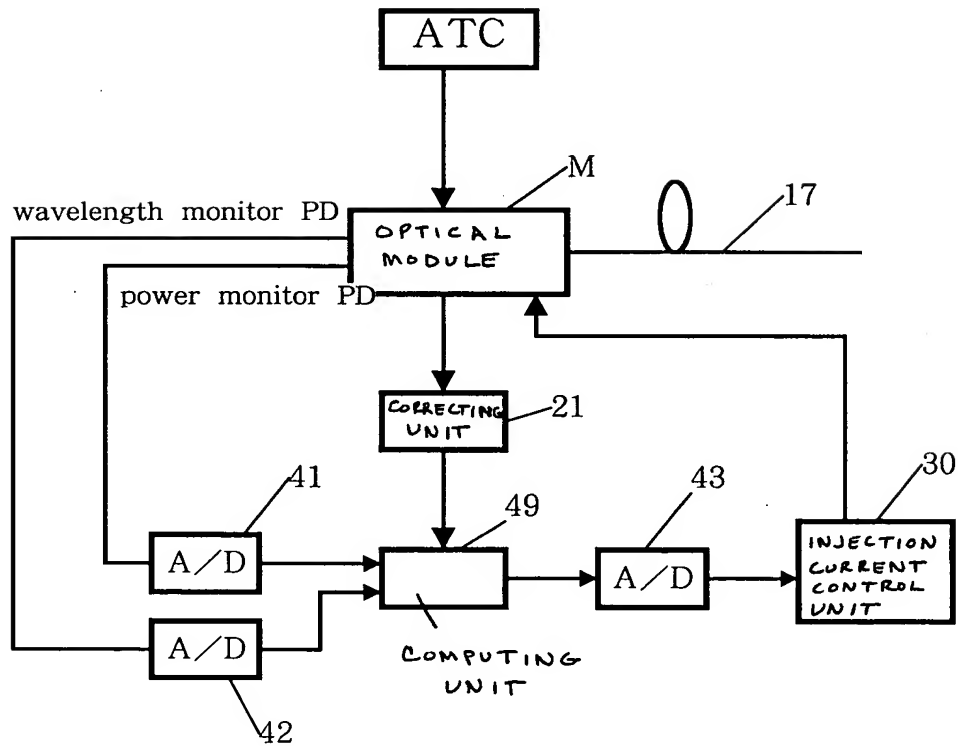 ATC
M
17
wavelength monitor PD
OPTICAL
MODULE
power monitor PD
CORRECTING
UNIT
21
41
49
43
30
A/D
A/D
INJECTION
CURRENT
CONTROL
UNIT
A/D
COMPUTING
UNIT
42